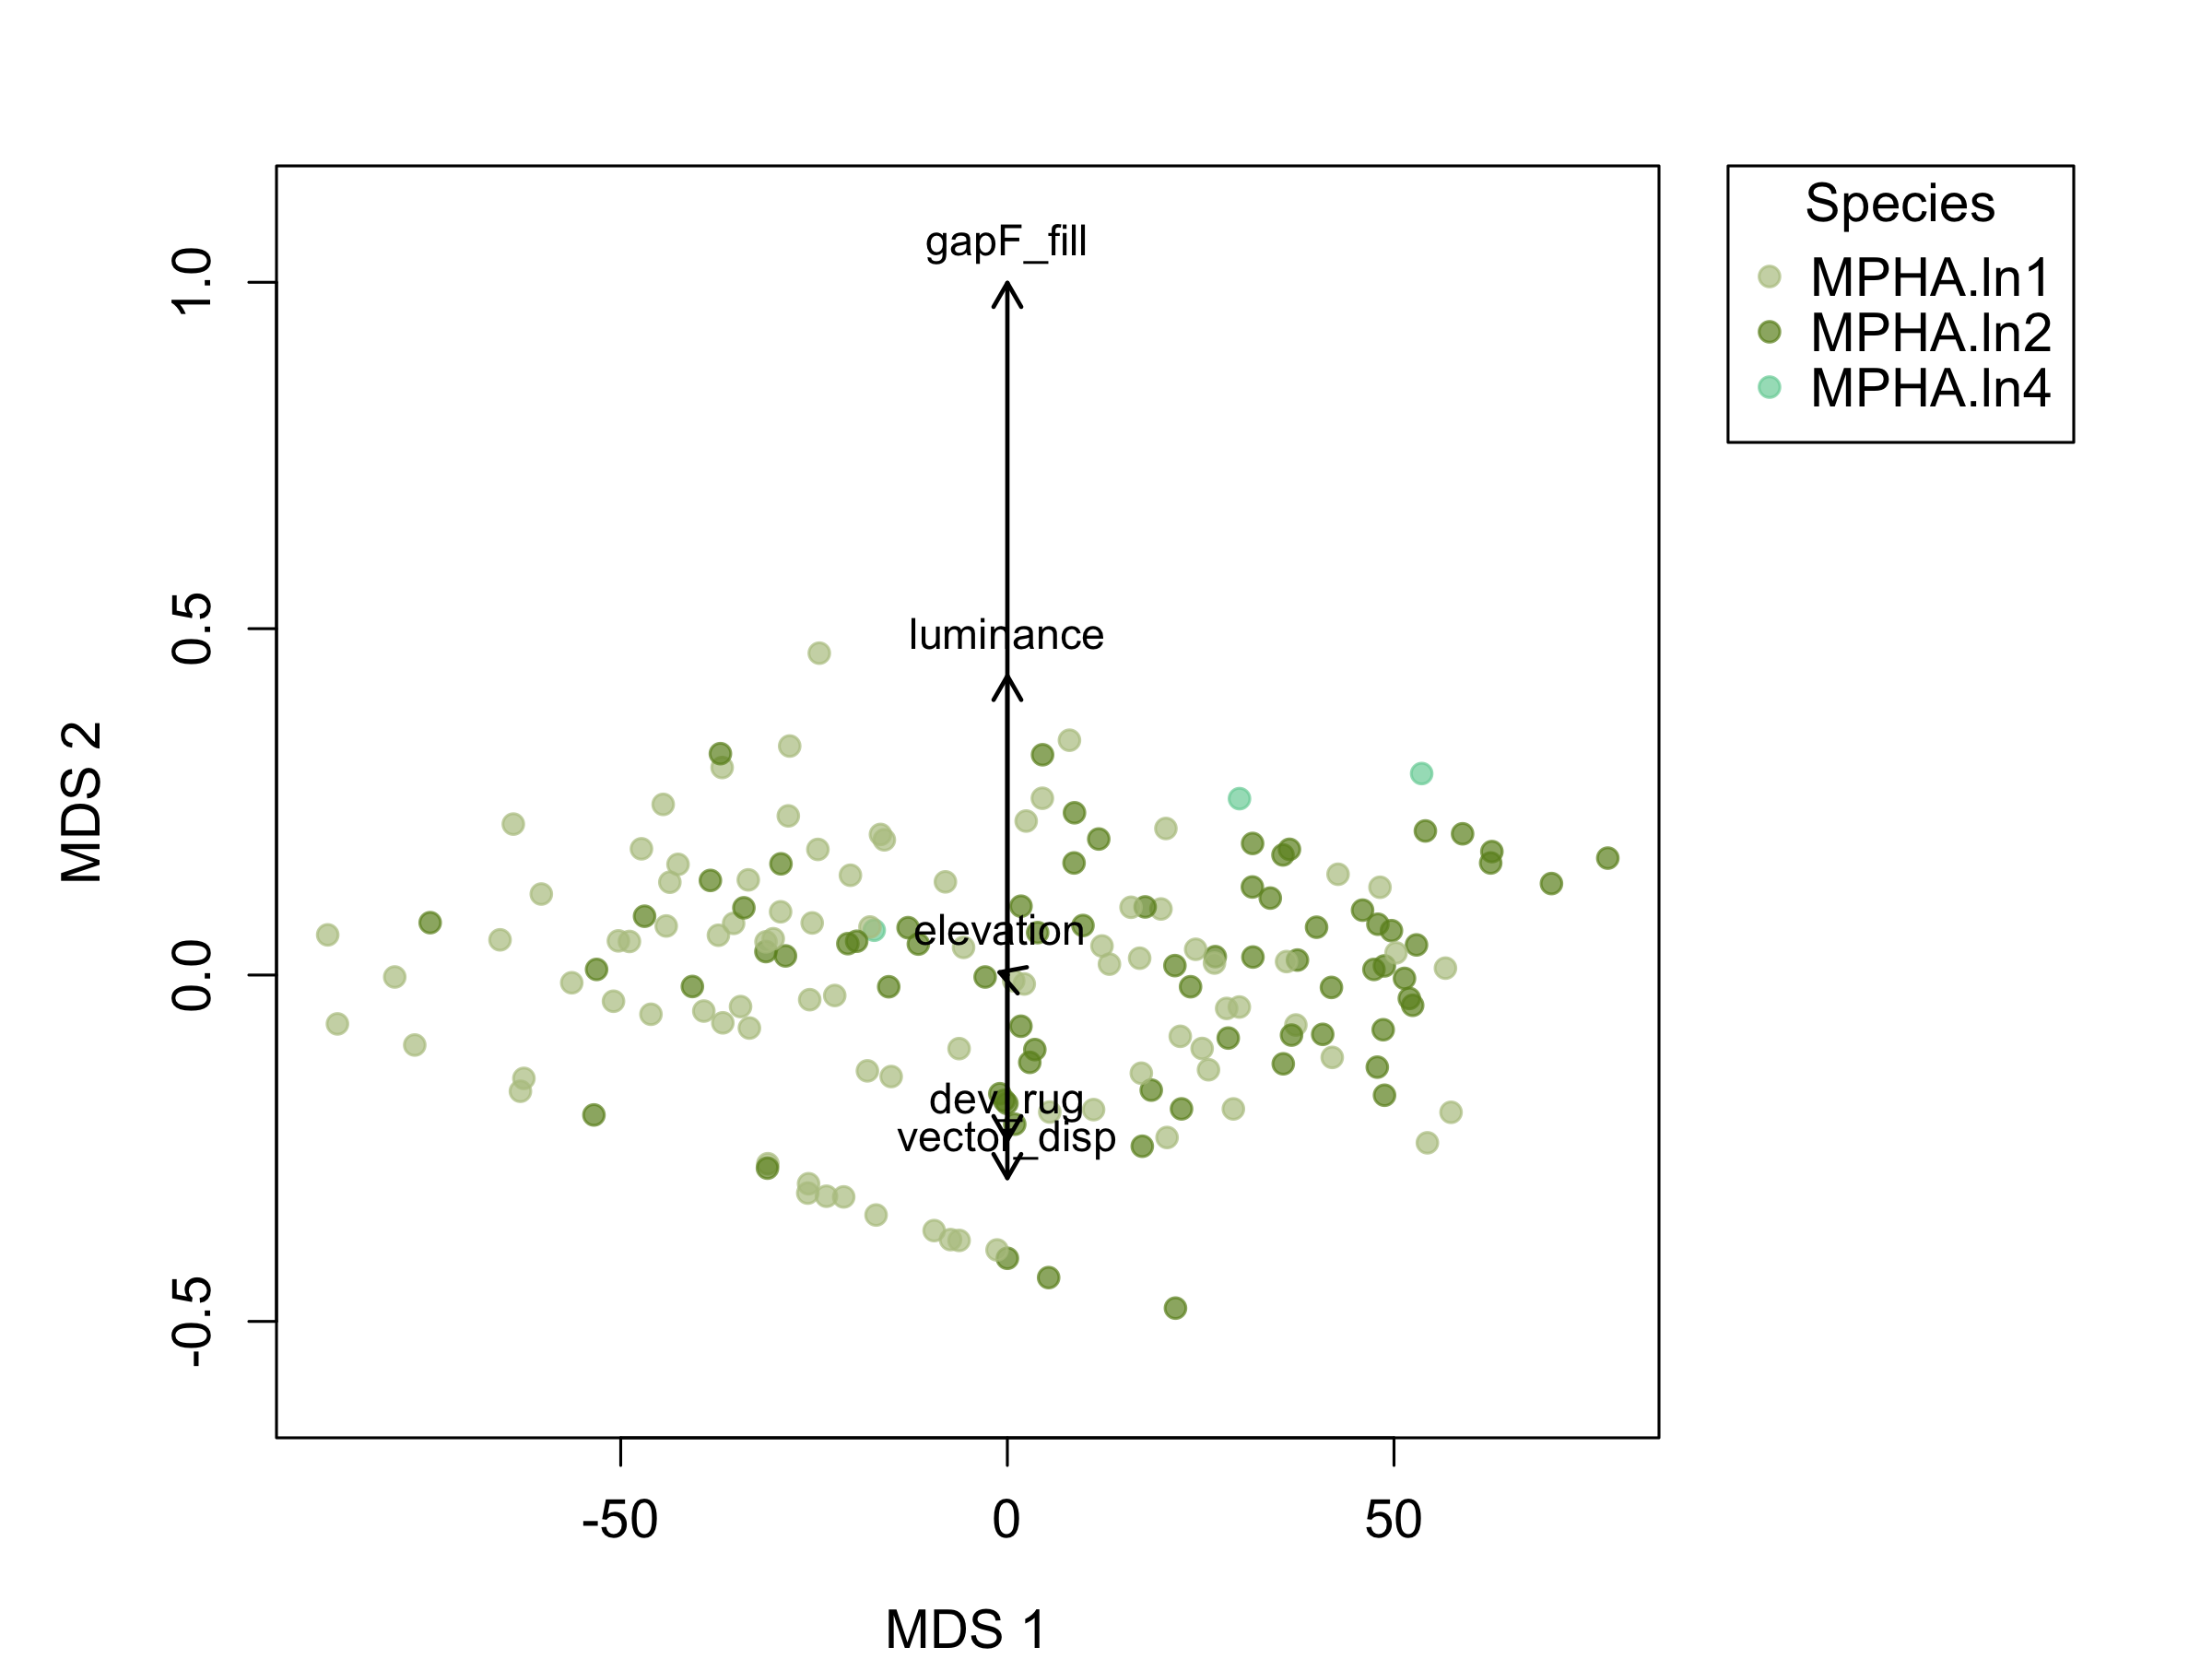 Species
MPHA.ln1
MPHA.ln2
MPHA.ln4
gapF_fill
luminance
elevation
dev_rug
vector_disp
1.0
0.5
0.0
-0.5
MDS 2
-50
0
50
MDS 1